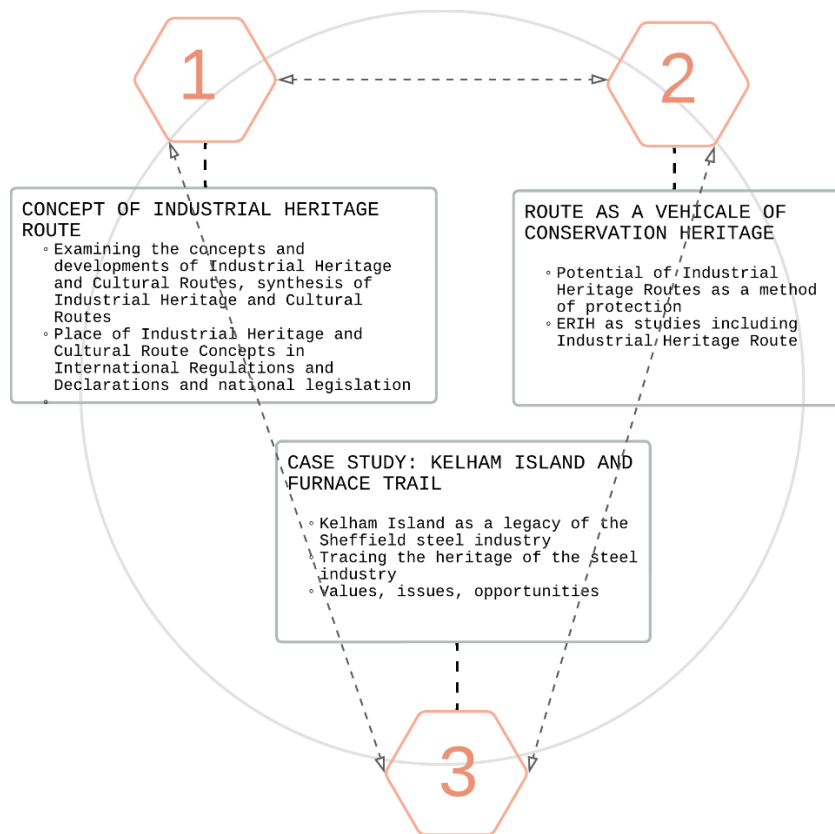 1
2
CONCEPT OF INDUSTRIAL HERITAGE
ROUTE
◦ Examining the concepts and
developments of Industrial Heritage
and Cultural Routes, synthesis of
Industrial Heritage and Cultural
Routes
◦ Place of Industrial Heritage and
Cultural Route Concepts in
International Regulations and
Declarations and national legislation
◦
ROUTE AS A VEHICALE OF
CONSERVATION HERITAGE
◦ Potential of Industrial
Heritage Routes as a method
of protection
◦ ERIH as studies including
Industrial Heritage Route
CASE STUDY: KELHAM ISLAND AND
FURNACE TRAIL
◦ Kelham Island as a legacy of the
Sheffield steel industry
◦ Tracing the heritage of the steel
industry
◦ Values, issues, opportunities
3